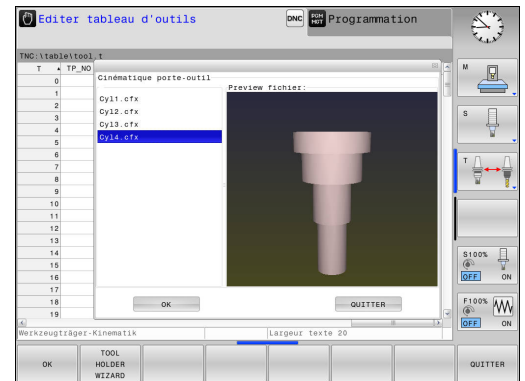 Editer tableau d'outils
DNC
PGM
MGT
Programmation
TNC:\table\tool.t
T TP_NO
0
1
2
3
4
5
6
7
8
9
10
11
12
13
14
15
16
17
18
19
Cinématique porte-outil
Cyl1.cfx
Cyl2.cfx
Cyl3.cfx
Cyl4.cfx
Preview fichier:
OK
QUITTER
Werkzeugträger-Kinematik
Largeur texte 20
M
S
T
S100%
OFF ON
F100%
OFF ON
OK
TOOL
HOLDER
WIZARD
QUITTER